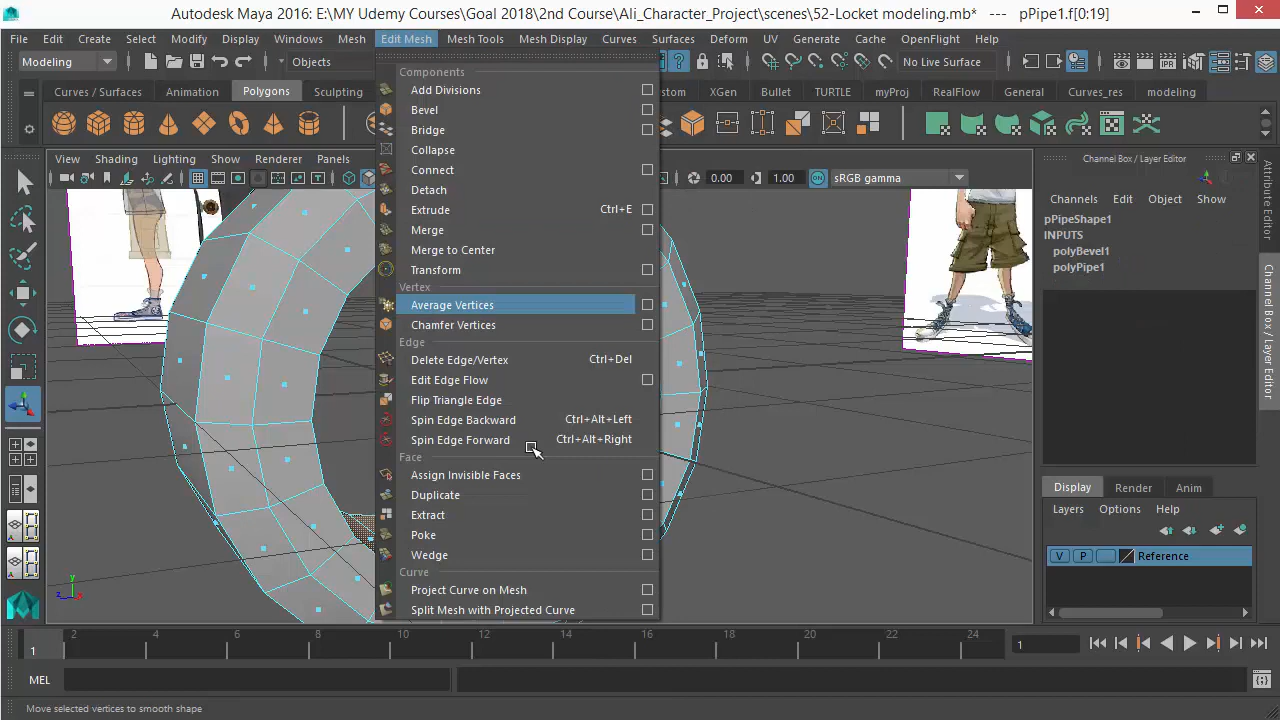 Autodesk Maya 2016: E:\MY Udemy Courses\Goal 2018\2nd Course\Ali_Character_Project\scenes\52-Locket modeling.mb* --- pPipe1.f[0:19]
File Edit Create Select Modify Display Windows Mesh Edit Mesh Mesh Tools Mesh Display Curves Surfaces Deform UV Generate Cache OpenFlight Help
Modeling Objects No Live Surface
Curves / Surfaces Animation Polygons Sculpting XGen Bullet TURTLE myProj RealFlow General Curves_res modeling
View Shading Lighting Show Renderer Panels
0.00 1.00 sRGB gamma
Components
Add Divisions
Bevel
Bridge
Collapse
Connect
Detach
Extrude Ctrl+E
Merge
Merge to Center
Transform
Vertex
Average Vertices
Chamfer Vertices
Edge
Delete Edge/Vertex Ctrl+Del
Edit Edge Flow
Flip Triangle Edge
Spin Edge Backward Ctrl+Alt+Left
Spin Edge Forward Ctrl+Alt+Right
Face
Assign Invisible Faces
Duplicate
Extract
Poke
Wedge
Curve
Project Curve on Mesh
Split Mesh with Projected Curve
Channel Box / Layer Editor
Channels Edit Object Show
pPipeShape1
INPUTS
polyBevel1
polyPipe1
Attribute Editor
Channel Box / Layer Editor
Display Render Anim
Layers Options Help
V P Reference
y
z
2 4 6 8 10 12 14 16 18 20 22 24
1 1
MEL
Move selected vertices to smooth shape